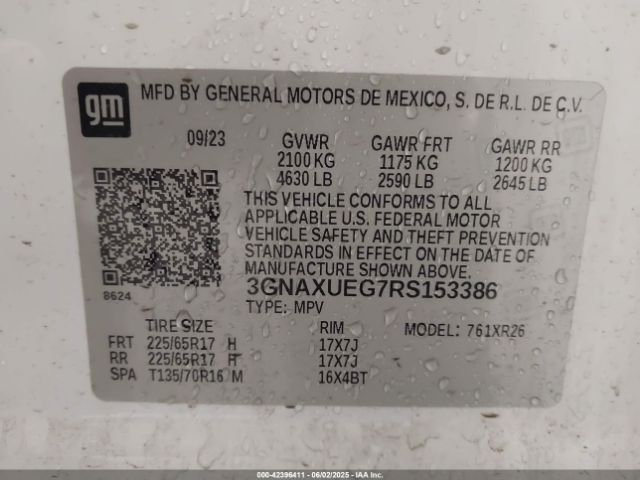 gm
MFD BY GENERAL MOTORS DE MEXICO, S. DE R.L. DE C.V.
09/23 GVWR GAWR FRT GAWR RR
2100 KG 1175 KG 1200 KG
4630 LB 2590 LB 2645 LB
THIS VEHICLE CONFORMS TO ALL
APPLICABLE U.S. FEDERAL MOTOR
VEHICLE SAFETY AND THEFT PREVENTION
STANDARDS IN EFFECT ON THE DATE OF
MANUFACTURE SHOWN ABOVE.
8624
3GNAXUEG7RS153386
TYPE: MPV
TIRE SIZE RIM MODEL: 761XR26
FRT 225/65R17 H 17X7J
RR 225/65R17 H 17X7J
SPA T135/70R16 M 16X4BT
000-42396411 - 06/02/2025 - IAAI.COM